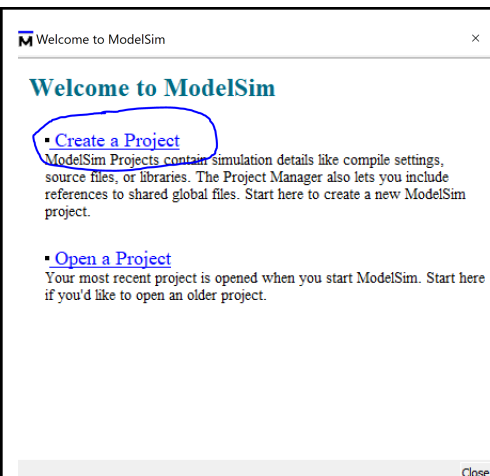 Welcome to ModelSim
Welcome to ModelSim
Create a Project
ModelSim Projects contain simulation details like compile settings,
source files, or libraries. The Project Manager also lets you include
references to shared global files. Start here to create a new ModelSim
project.
Open a Project
Your most recent project is opened when you start ModelSim. Start here
if you'd like to open an older project.
Close